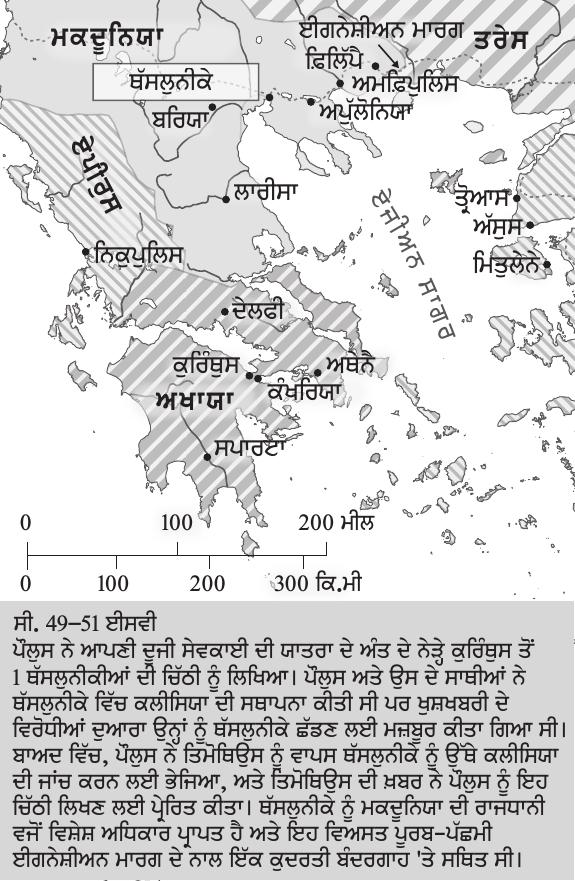 ਮਕਦੂਨਿਯਾ
ਈਗਨੇਸ਼ੀਅਨ ਮਾਰਗ
ਤਰੇਸ
ਫ਼ਿਲਿੱਪੈ
ਥੱਸਲੁਨੀਕੇ
ਅਮਫ਼ਿਪੁਲਿਸ
ਅਪੁੱਲੋਨਿਯਾ
ਬਰਿਯਾ
ਏਪੀਰੁਸ
ਲਾਰੀਸਾ
ਏਜੀਅਨ ਸਾਗਰ
ਤ੍ਰੋਆਸ
ਅੱਸੁਸ
ਮਿਤੁਲੇਨੇ
ਨਿਕੁਪੁਲਿਸ
ਦੇਲਫੀ
ਕੁਰਿੰਥੁਸ
ਅਥੇਨੈ
ਕੰਖਰਿਯਾ
ਅਖਾਯਾ
ਸਪਾਰਟਾ
0 100 200 ਮੀਲ
0 100 200 300 ਕਿ.ਮੀ
ਸੀ. 49–51 ਈਸਵੀ
ਪੌਲੁਸ ਨੇ ਆਪਣੀ ਦੂਜੀ ਸੇਵਕਾਈ ਦੀ ਯਾਤਰਾ ਦੇ ਅੰਤ ਦੇ ਨੇੜ੍ਹੇ ਕੁਰਿੰਥੁਸ ਤੋਂ
1 ਥੱਸਲੁਨੀਕੀਆਂ ਦੀ ਚਿੱਠੀ ਨੂੰ ਲਿਖਿਆ। ਪੌਲੁਸ ਅਤੇ ਉਸ ਦੇ ਸਾਥੀਆਂ ਨੇ
ਥੱਸਲੁਨੀਕੇ ਵਿੱਚ ਕਲੀਸਿਯਾ ਦੀ ਸਥਾਪਨਾ ਕੀਤੀ ਸੀ ਪਰ ਖੁਸ਼ਖਬਰੀ ਦੇ
ਵਿਰੋਧੀਆਂ ਦੁਆਰਾ ਉਨ੍ਹਾਂ ਨੂੰ ਥੱਸਲੁਨੀਕੇ ਛੱਡਣ ਲਈ ਮਜ਼ਬੂਰ ਕੀਤਾ ਗਿਆ ਸੀ।
ਬਾਅਦ ਵਿੱਚ, ਪੌਲੁਸ ਨੇ ਤਿਮੋਥਿਉਸ ਨੂੰ ਵਾਪਸ ਥੱਸਲੁਨੀਕੇ ਨੂੰ ਉੱਥੇ ਕਲੀਸਿਯਾ
ਦੀ ਜਾਂਚ ਕਰਨ ਲਈ ਭੇਜਿਆ, ਅਤੇ ਤਿਮੋਥਿਉਸ ਦੀ ਖ਼ਬਰ ਨੇ ਪੌਲੁਸ ਨੂੰ ਇਹ
ਚਿੱਠੀ ਲਿਖਣ ਲਈ ਪ੍ਰੇਰਿਤ ਕੀਤਾ। ਥੱਸਲੁਨੀਕੇ ਨੂੰ ਮਕਦੂਨਿਯਾ ਦੀ ਰਾਜਧਾਨੀ
ਵਜੋਂ ਵਿਸ਼ੇਸ਼ ਅਧਿਕਾਰ ਪ੍ਰਾਪਤ ਹੈ ਅਤੇ ਇਹ ਵਿਅਸਤ ਪੂਰਬ–ਪੱਛਮੀ
ਈਗਨੇਸ਼ੀਅਨ ਮਾਰਗ ਦੇ ਨਾਲ ਇੱਕ ਕੁਦਰਤੀ ਬੰਦਰਗਾਹ 'ਤੇ ਸਥਿਤ ਸੀ।